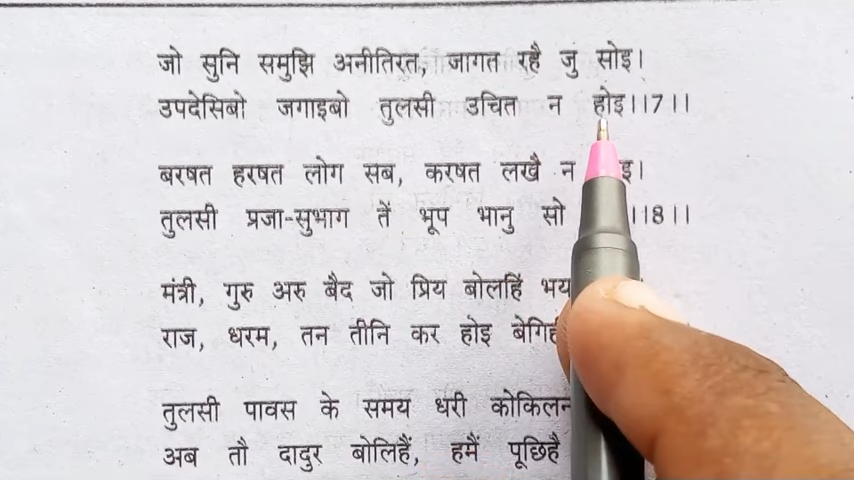 जो सुनि समुझि अनीतिरत, जागत रहै जुं सोइ।
उपदेसिबो जगाइबो तुलसी उचित न होइ।।7।।
बरषत हरषत लोग सब, करषत लखै न
तुलसी प्रजा-सुभाग तें भूप भानु सो ।।8।।
मंत्री, गुरु अरु बैद जो प्रिय बोलहिं
राज, धरम, तन तीनि कर होइ
तुलसी पावस के समय धरी
अब तौ दादुर बोलिहैं, हमैं पूछिहै